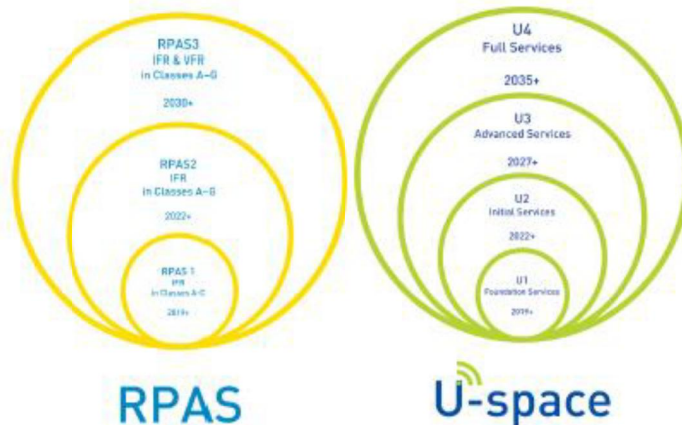 RPAS3
IFR & VFR
in Classes A–G
2030+
RPAS2
IFR
in Classes A–G
2022+
RPAS 1
IFR
in Classes A-C
2019+
RPAS
U4
Full Services
2035+
U3
Advanced Services
2027+
U2
Initial Services
2022+
U1
Foundation Services
2019+
U-space